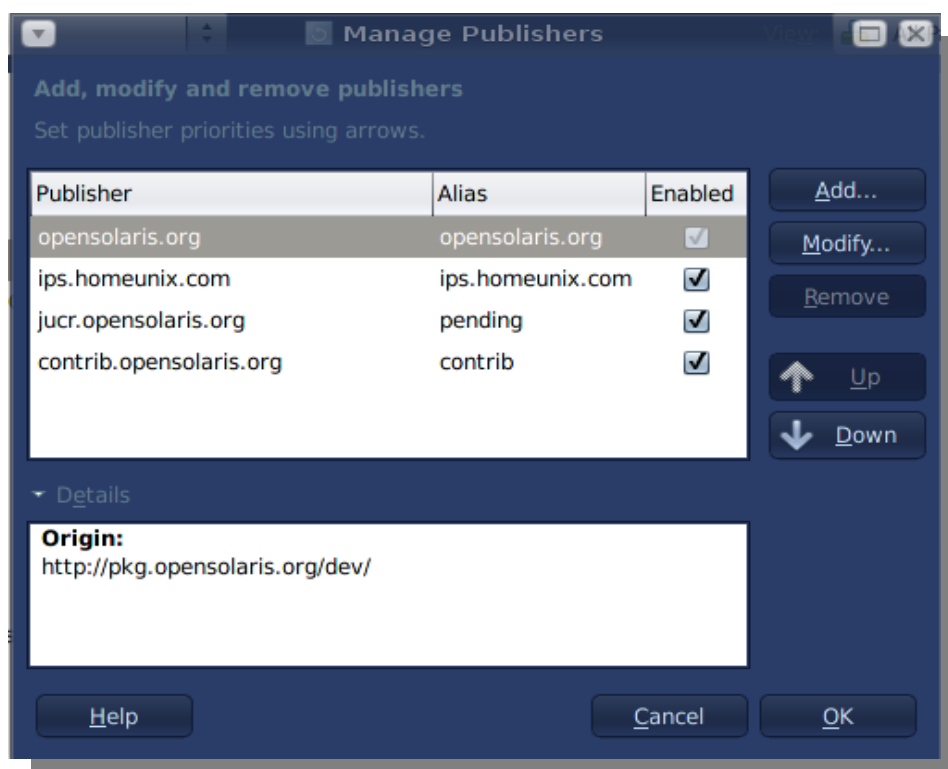 Manage Publishers
View:
Add, modify and remove publishers
Set publisher priorities using arrows.
Publisher Alias Enabled
opensolaris.org opensolaris.org
ips.homeunix.com ips.homeunix.com
jucr.opensolaris.org pending
contrib.opensolaris.org contrib
Add...
Modify...
Remove
Up
Down
Details
Origin:
http://pkg.opensolaris.org/dev/
Help Cancel OK